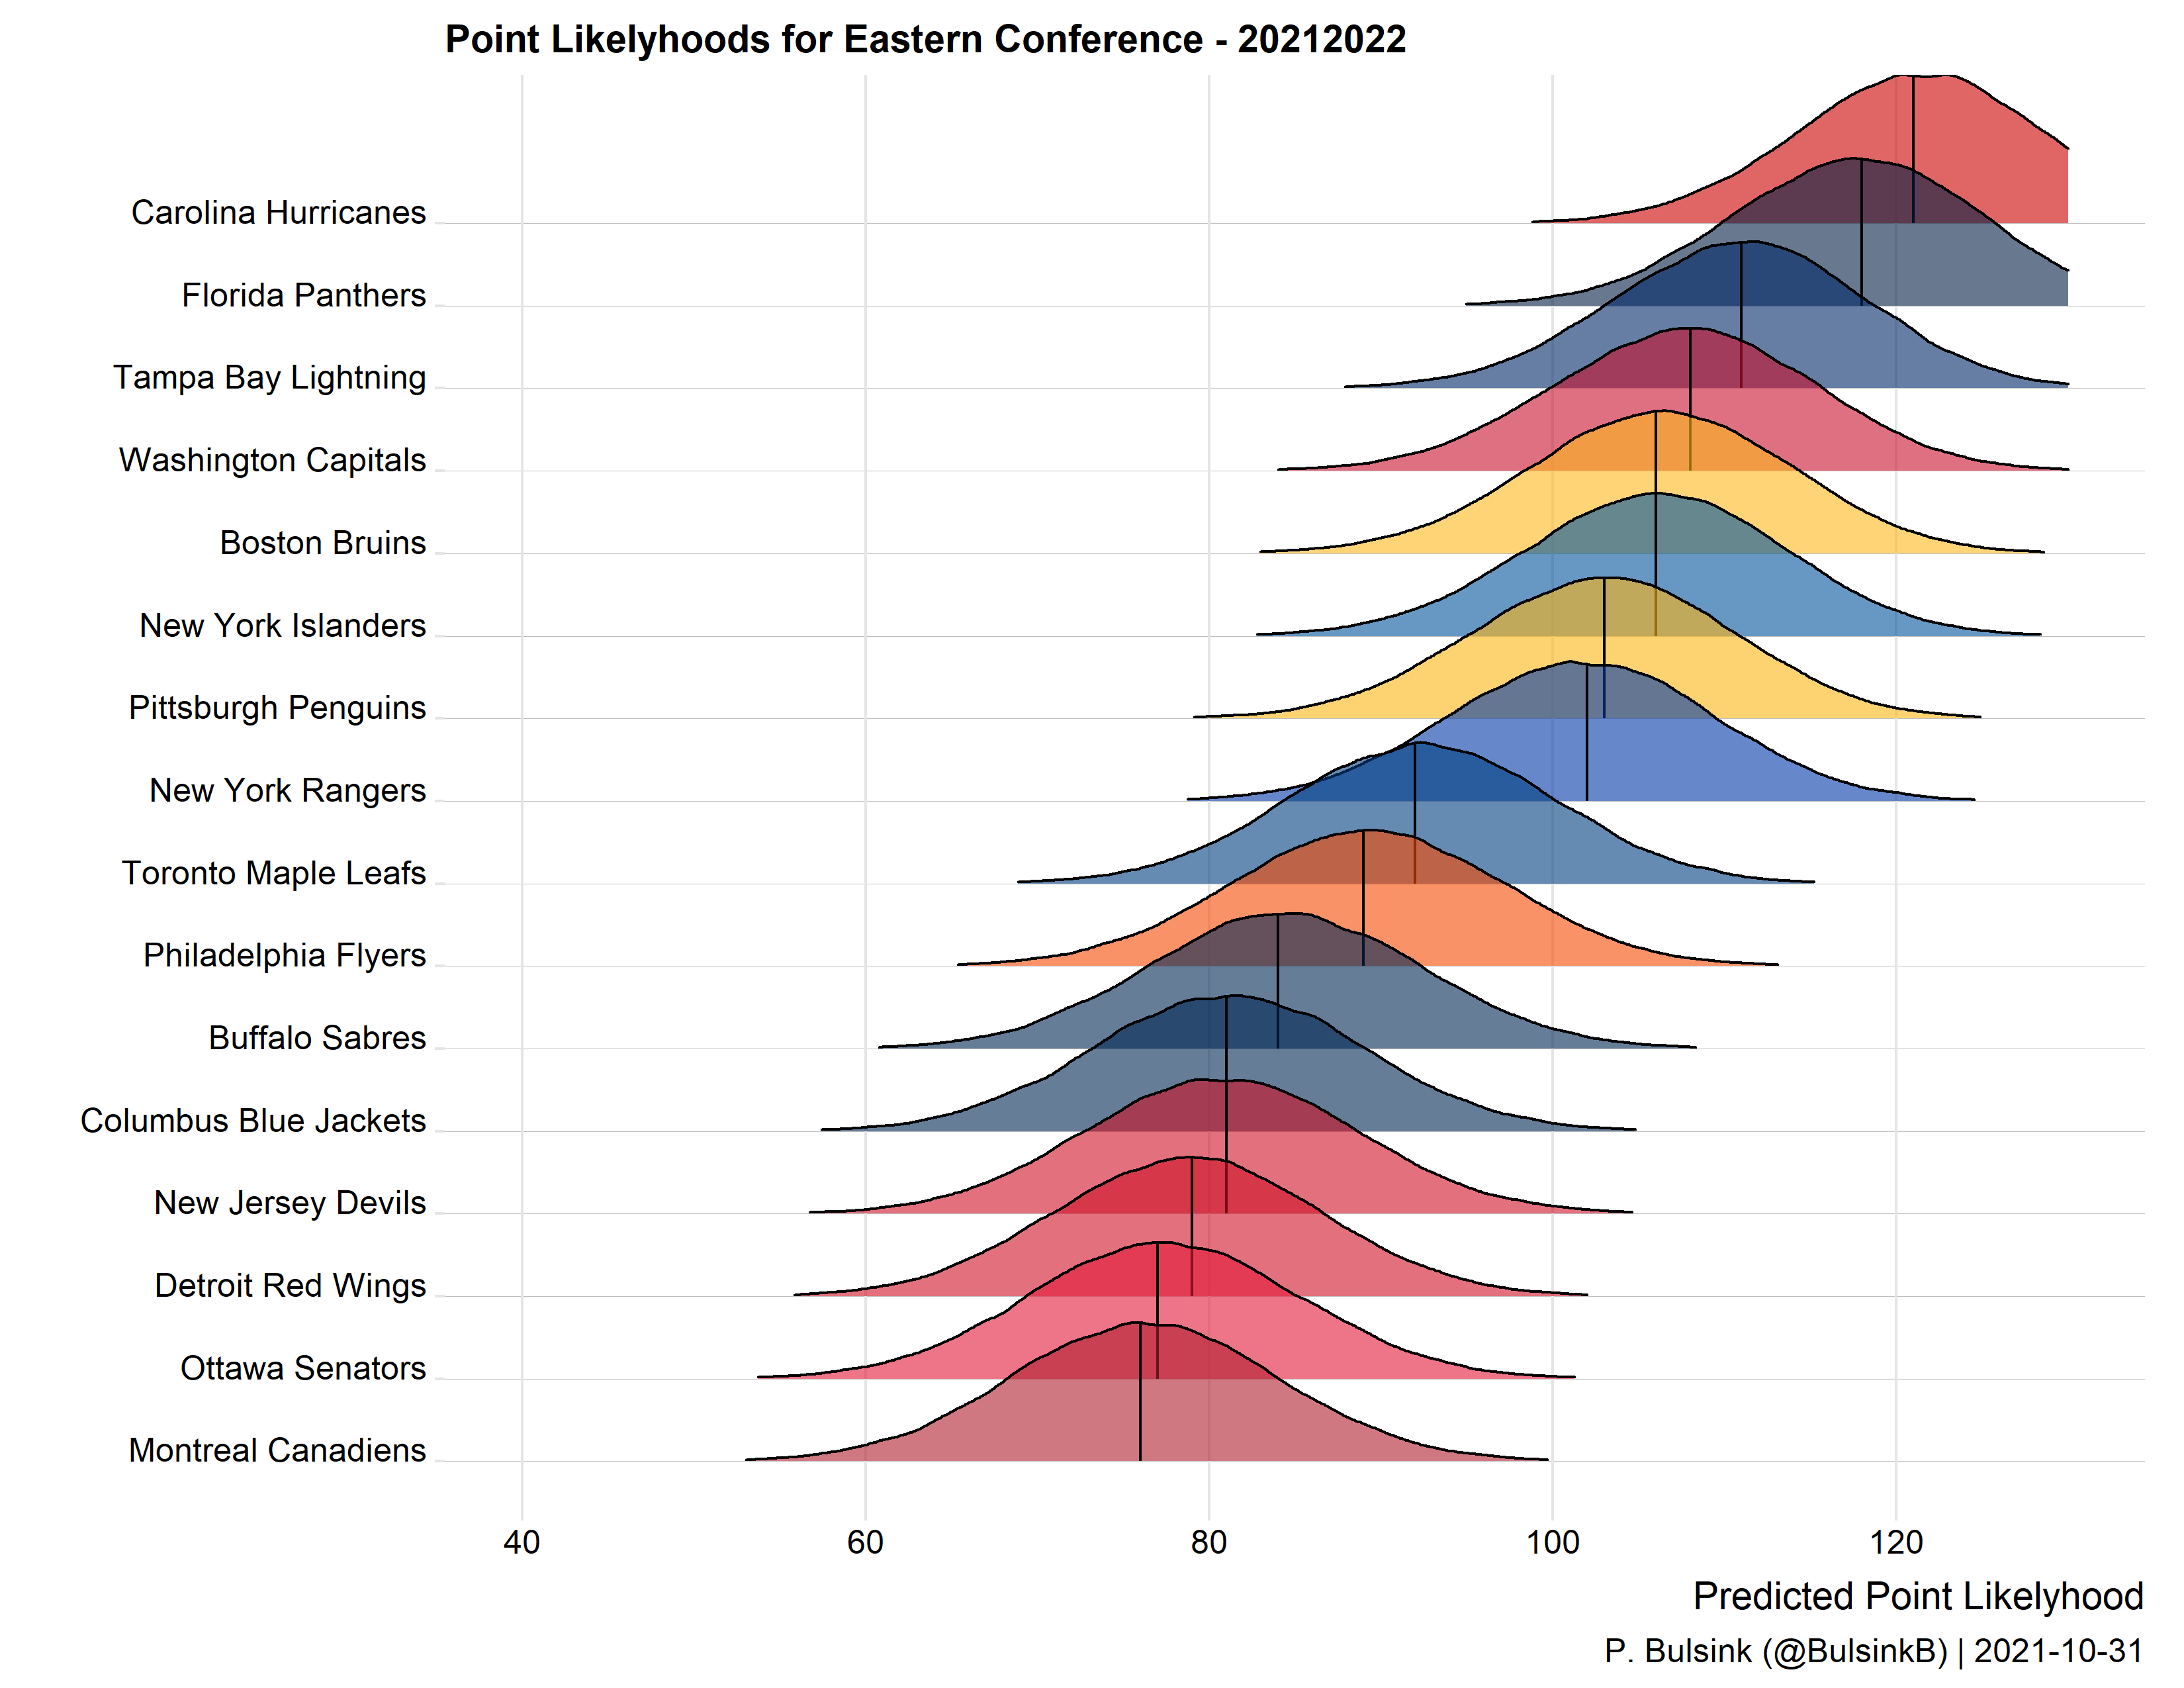 Point Likelyhoods for Eastern Conference - 20212022
Carolina Hurricanes
Florida Panthers
Tampa Bay Lightning
Washington Capitals
Boston Bruins
New York Islanders
Pittsburgh Penguins
New York Rangers
Toronto Maple Leafs
Philadelphia Flyers
Buffalo Sabres
Columbus Blue Jackets
New Jersey Devils
Detroit Red Wings
Ottawa Senators
Montreal Canadiens
40 60 80 100 120
Predicted Point Likelyhood
P. Bulsink (@BulsinkB) | 2021-10-31